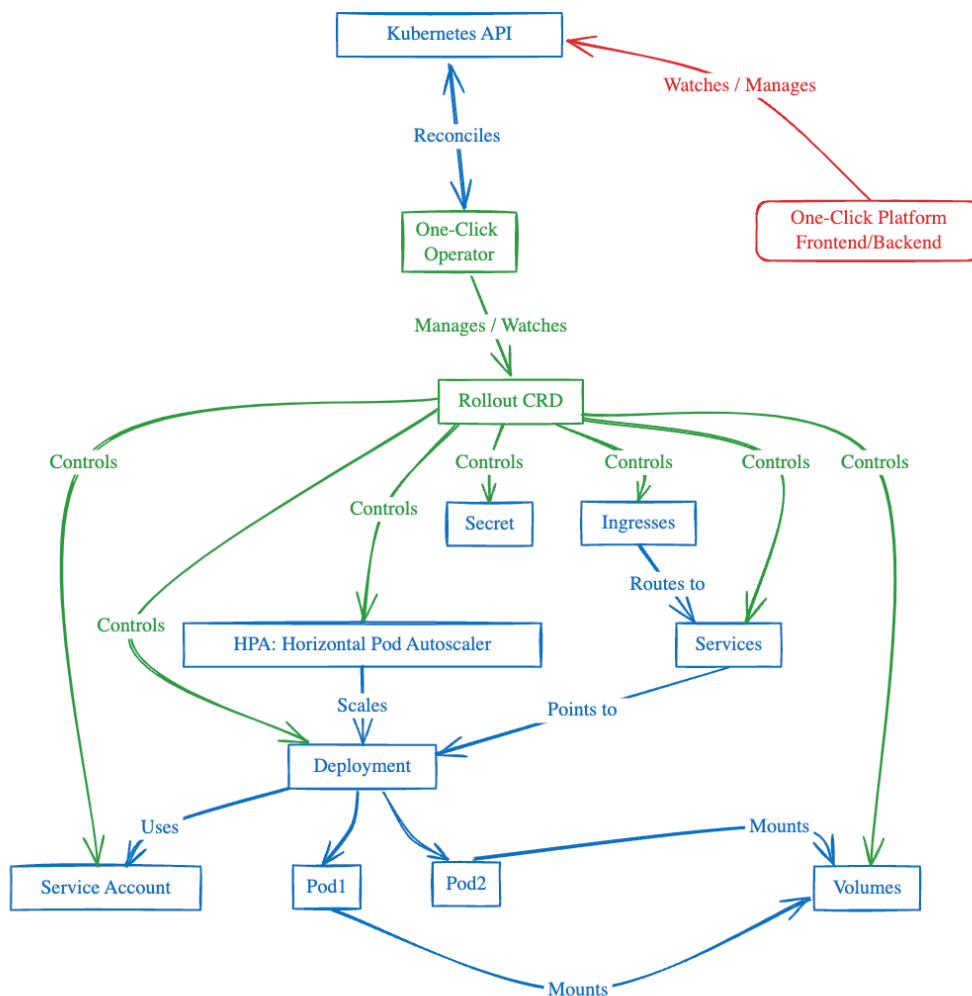 Kubernetes API
Watches / Manages
Reconciles
One-Click Platform
Frontend/Backend
One-Click
Operator
Manages / Watches
Rollout CRD
Controls
Controls
Controls
Controls
Controls
Controls
Secret
Ingresses
Routes to
Controls
HPA: Horizontal Pod Autoscaler
Services
Scales
Points to
Deployment
Uses
Mounts
Service Account
Pod1
Pod2
Volumes
Mounts